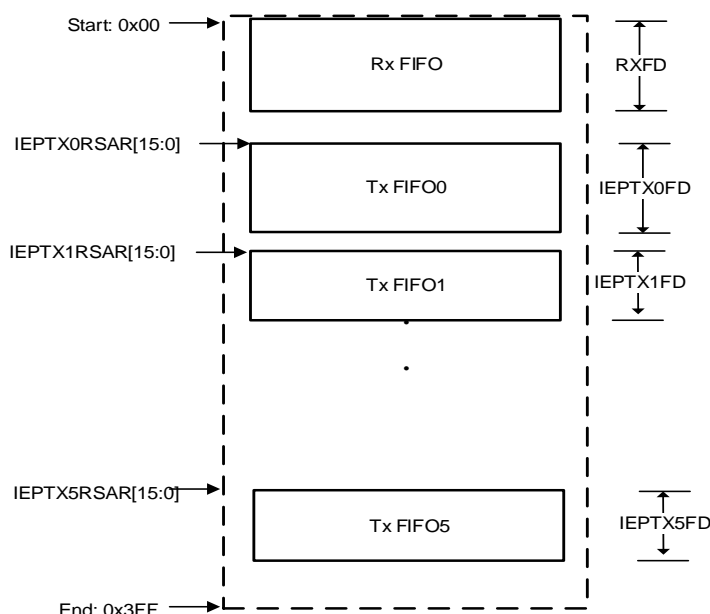 Start: 0x00
Rx FIFO
RXFD
IEPTX0RSAR[15:0]
Tx FIFO0
IEPTX0FD
IEPTX1RSAR[15:0]
Tx FIFO1
IEPTX1FD
IEPTX5RSAR[15:0]
Tx FIFO5
IEPTX5FD
End: 0x3FF